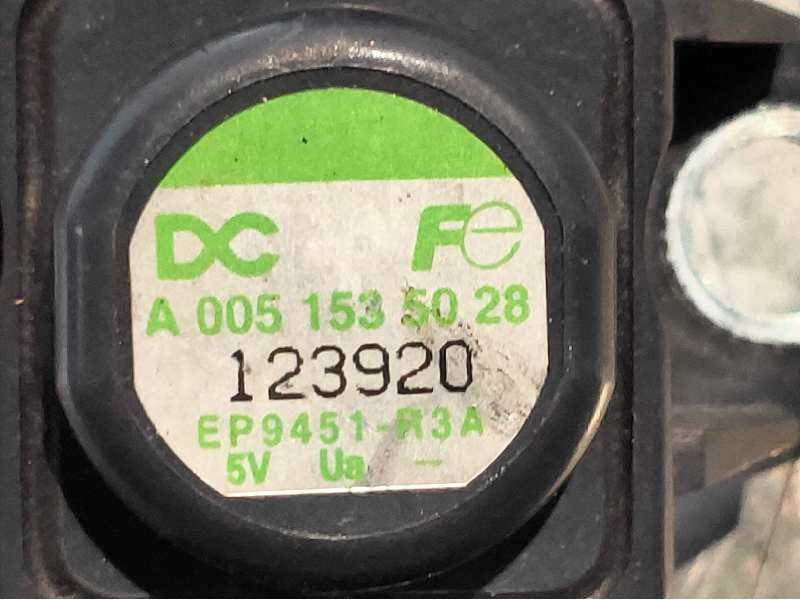 DC Fe
A 005 153 50 28
123920
EP9451-R3A
5V Ua —